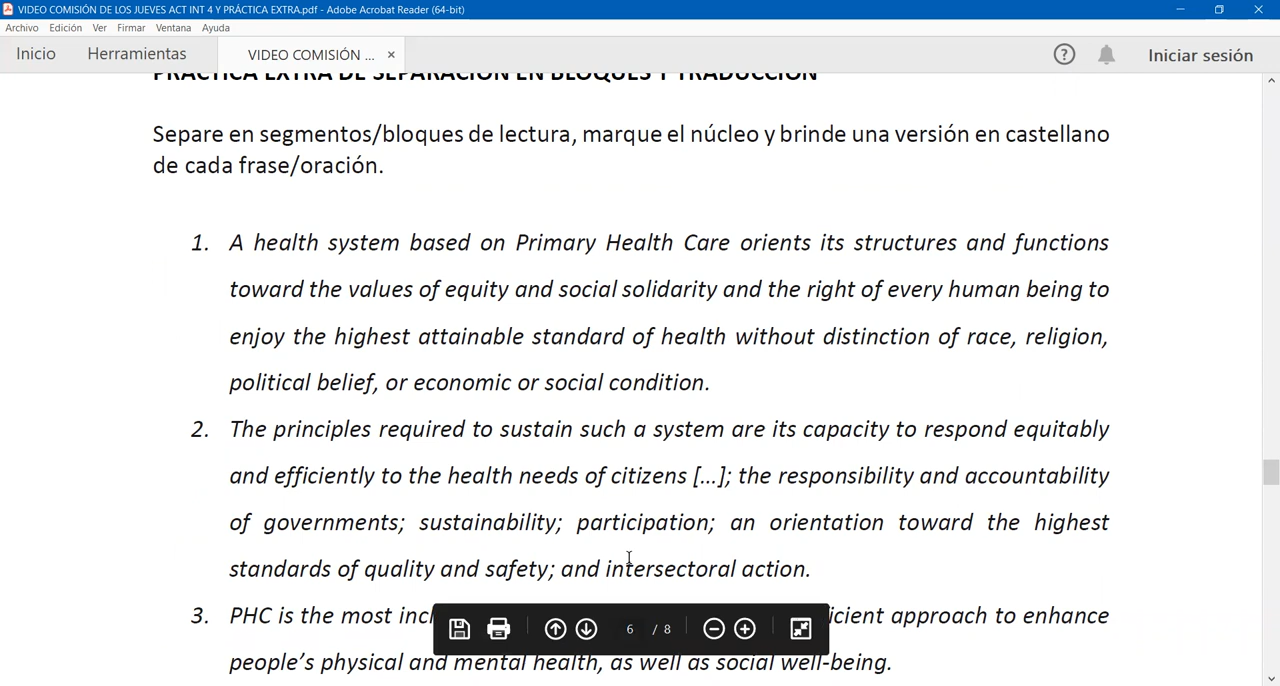 VIDEO COMISIÓN DE LOS JUEVES ACT INT 4 Y PRÁCTICA EXTRA.pdf - Adobe Acrobat Reader (64-bit)
Archivo Edición Ver Firmar Ventana Ayuda
Inicio Herramientas VIDEO COMISIÓN ... × Iniciar sesión
PRÁCTICA EXTRA DE SEPARACIÓN EN BLOQUES Y TRADUCCIÓN
Separe en segmentos/bloques de lectura, marque el núcleo y brinde una versión en castellano
de cada frase/oración.
1. A health system based on Primary Health Care orients its structures and functions
toward the values of equity and social solidarity and the right of every human being to
enjoy the highest attainable standard of health without distinction of race, religion,
political belief, or economic or social condition.
2. The principles required to sustain such a system are its capacity to respond equitably
and efficiently to the health needs of citizens [...]; the responsibility and accountability
of governments; sustainability; participation; an orientation toward the highest
standards of quality and safety; and intersectoral action.
3. PHC is the most approach to enhance
people's physical and mental health, as well as social well-being.
6 / 8